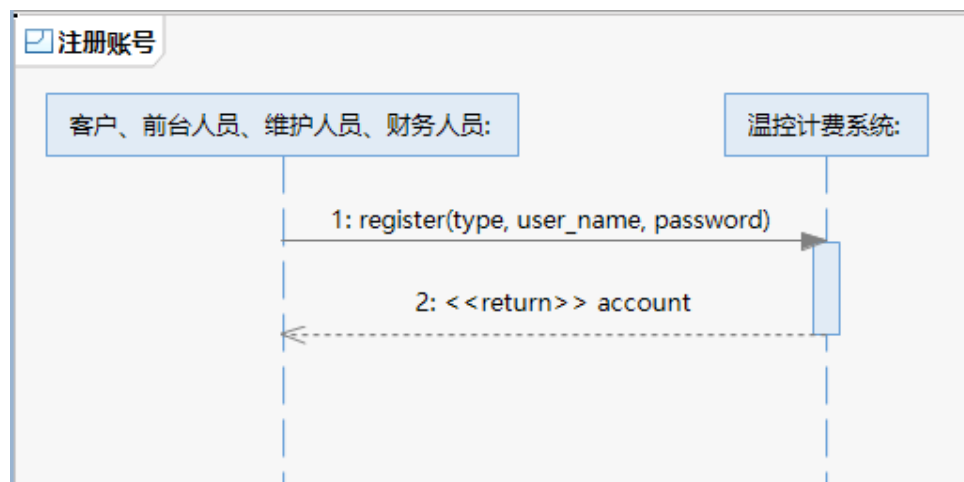 注册账号
客户、前台人员、维护人员、财务人员:
温控计费系统:
1: register(type, user_name, password)
2: <<return>> account